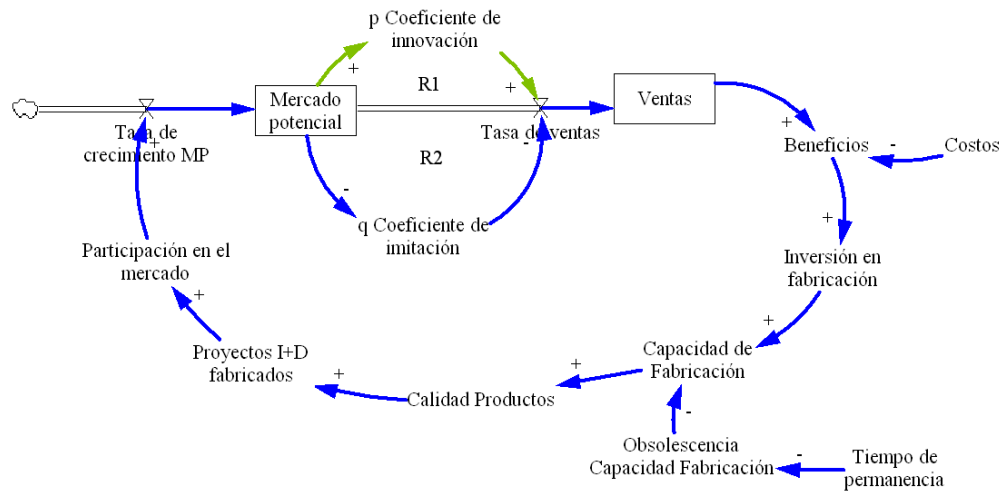 p Coeficiente de
innovación
+
+
R1
Mercado
potencial
Ventas
Tasa de
crecimiento MP
+
Tasa de ventas
-
+
Beneficios
-
Costos
R2
-
q Coeficiente de
imitación
+
Participación en el
mercado
Inversión en
fabricación
+
+
Proyectos I+D
fabricados
Capacidad de
Fabricación
+
+
Calidad Productos
-
Obsolescencia
Capacidad Fabricación
-
Tiempo de
permanencia